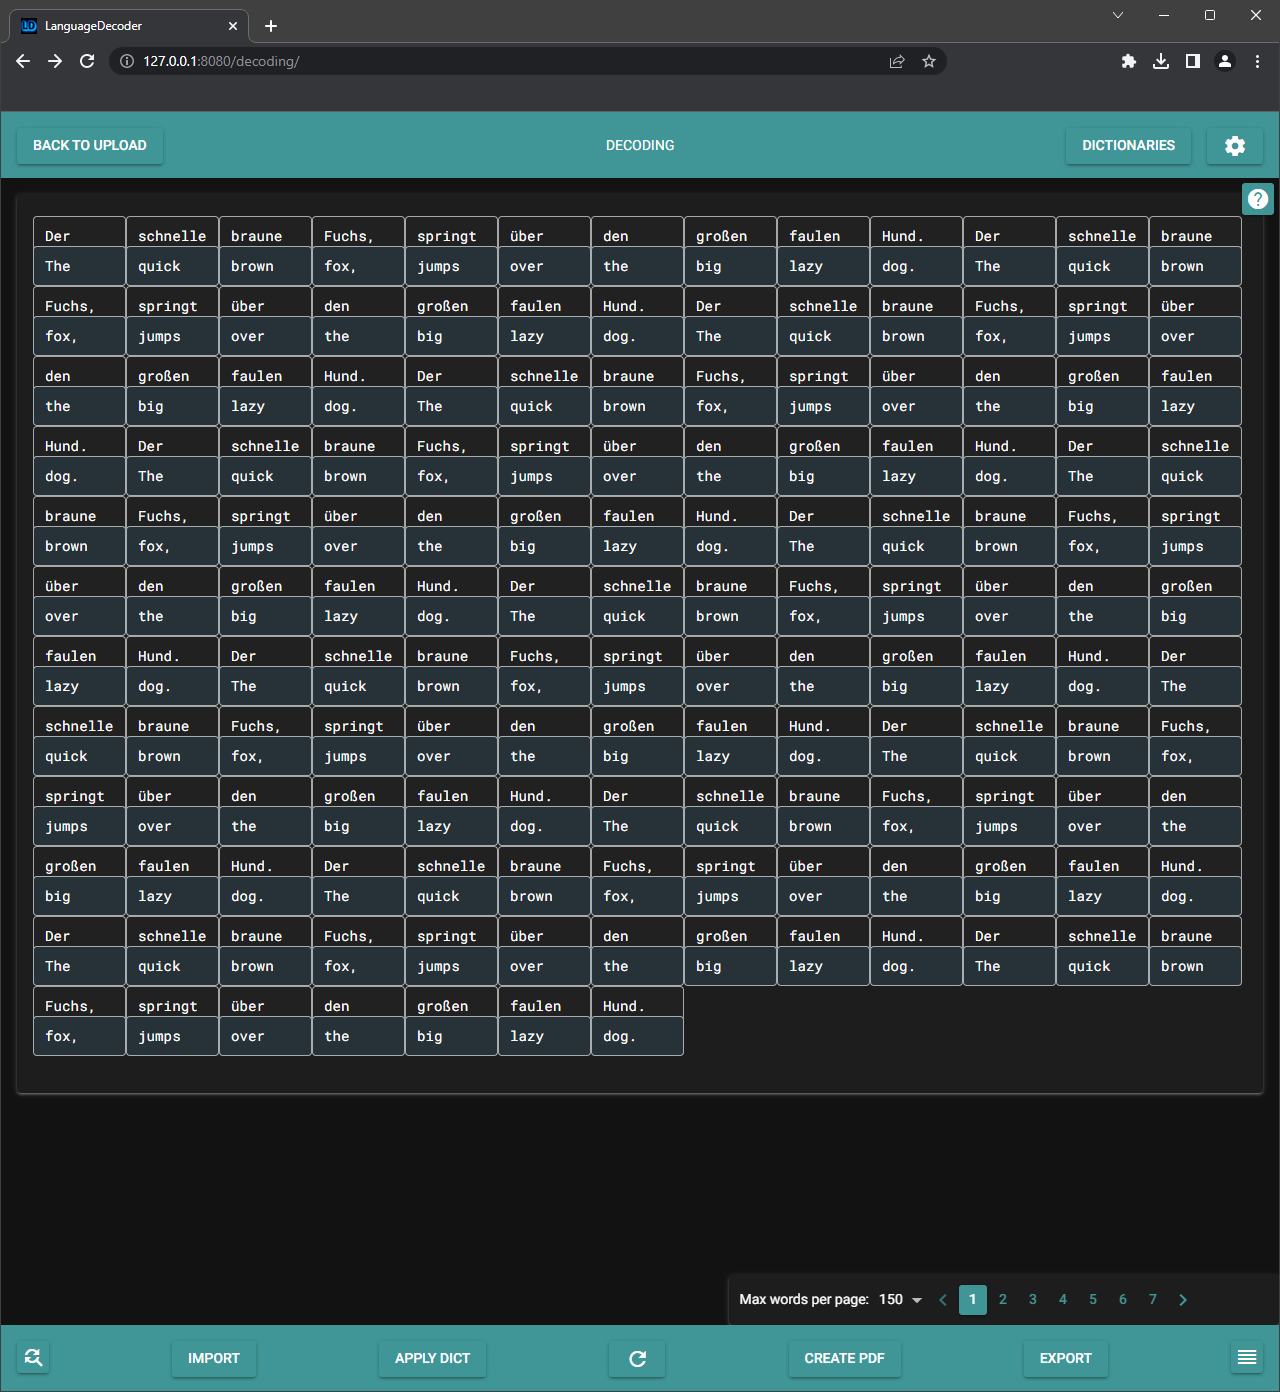 LanguageDecoder
127.0.0.1:8080/decoding/
BACK TO UPLOAD DECODING DICTIONARIES
Der schnelle braune Fuchs, springt über den großen faulen Hund. Der schnelle braune
The quick brown fox, jumps over the big lazy dog. The quick brown
Fuchs, springt über den großen faulen Hund. Der schnelle braune Fuchs, springt über
fox, jumps over the big lazy dog. The quick brown fox, jumps over
den großen faulen Hund. Der schnelle braune Fuchs, springt über den großen faulen
the big lazy dog. The quick brown fox, jumps over the big lazy
Hund. Der schnelle braune Fuchs, springt über den großen faulen Hund. Der schnelle
dog. The quick brown fox, jumps over the big lazy dog. The quick
braune Fuchs, springt über den großen faulen Hund. Der schnelle braune Fuchs, springt
brown fox, jumps over the big lazy dog. The quick brown fox, jumps
über den großen faulen Hund. Der schnelle braune Fuchs, springt über den großen
over the big lazy dog. The quick brown fox, jumps over the big
faulen Hund. Der schnelle braune Fuchs, springt über den großen faulen Hund. Der
lazy dog. The quick brown fox, jumps over the big lazy dog. The
schnelle braune Fuchs, springt über den großen faulen Hund. Der schnelle braune Fuchs,
quick brown fox, jumps over the big lazy dog. The quick brown fox,
springt über den großen faulen Hund. Der schnelle braune Fuchs, springt über den
jumps over the big lazy dog. The quick brown fox, jumps over the
großen faulen Hund. Der schnelle braune Fuchs, springt über den großen faulen Hund.
big lazy dog. The quick brown fox, jumps over the big lazy dog.
Der schnelle braune Fuchs, springt über den großen faulen Hund. Der schnelle braune
The quick brown fox, jumps over the big lazy dog. The quick brown
Fuchs, springt über den großen faulen Hund.
fox, jumps over the big lazy dog.
Max words per page: 150 1 2 3 4 5 6 7
IMPORT APPLY DICT CREATE PDF EXPORT